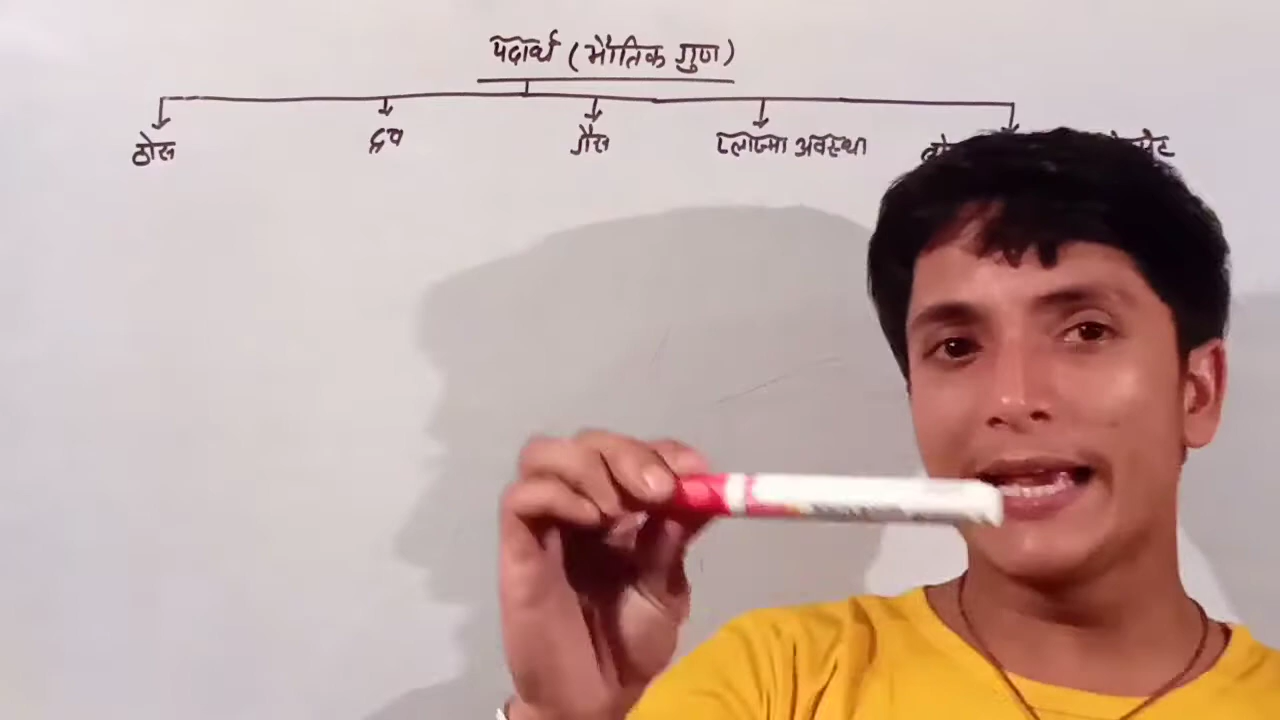 पदार्थ (भौतिक गुण)
ठोस द्रव गैस प्लाज्मा अवस्था